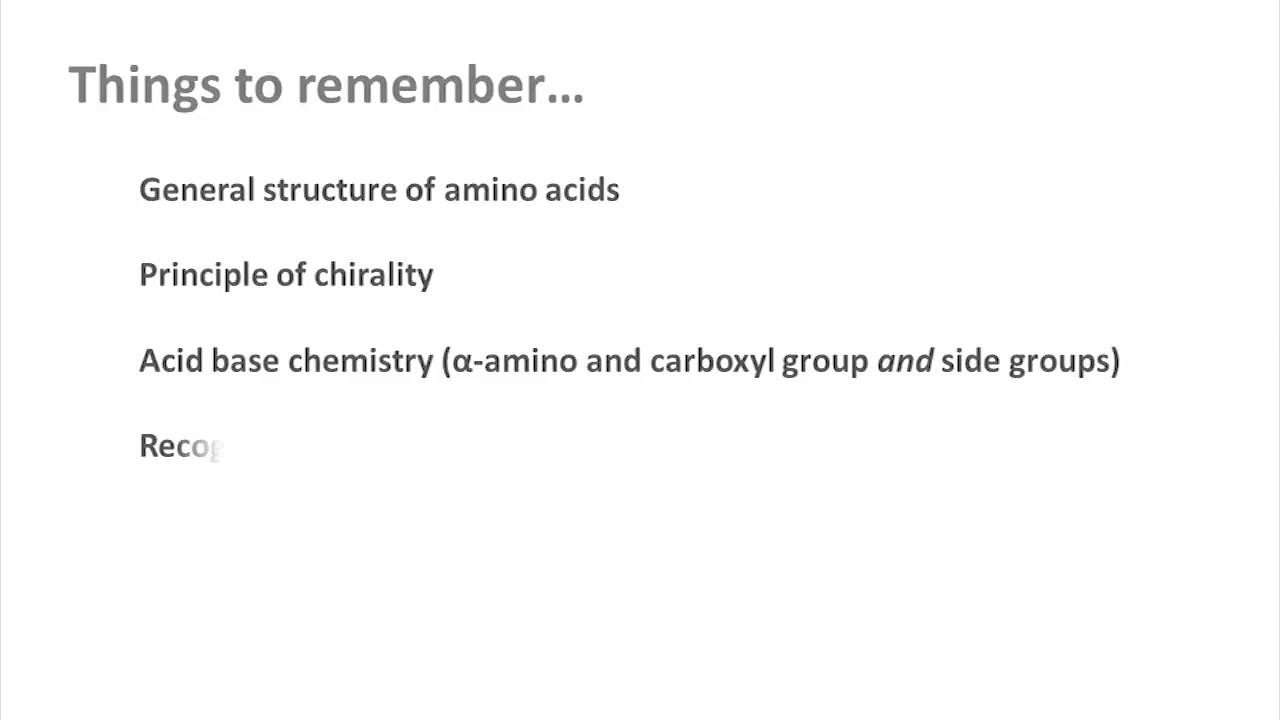 Things to remember…
General structure of amino acids
Principle of chirality
Acid base chemistry (α-amino and carboxyl group and side groups)
Recog